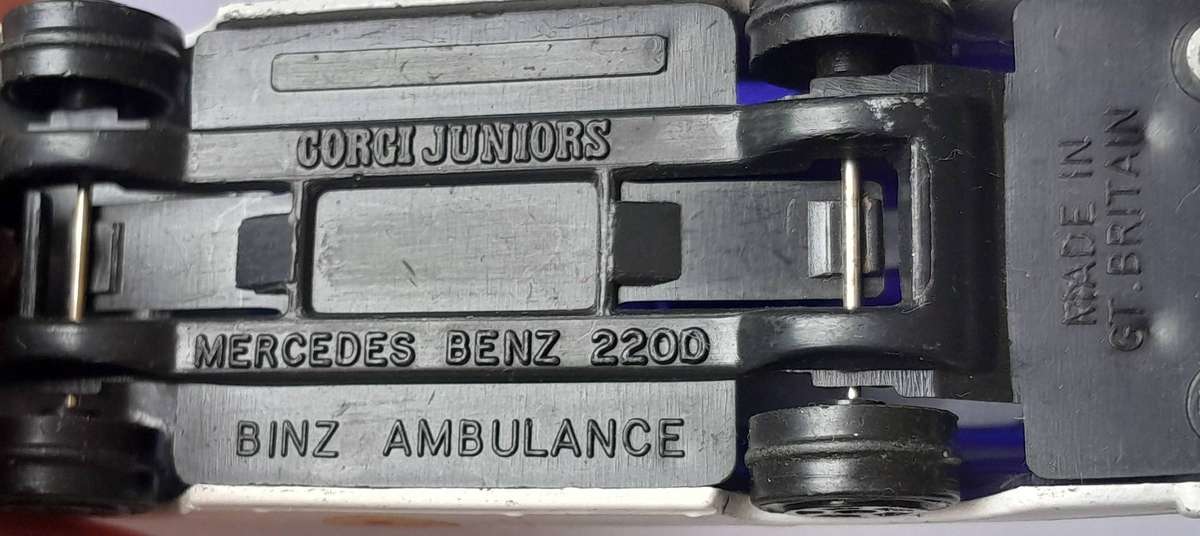 CORGI JUNIORS
MERCEDES BENZ 220D
BINZ AMBULANCE
MADE IN
GT. BRITAIN